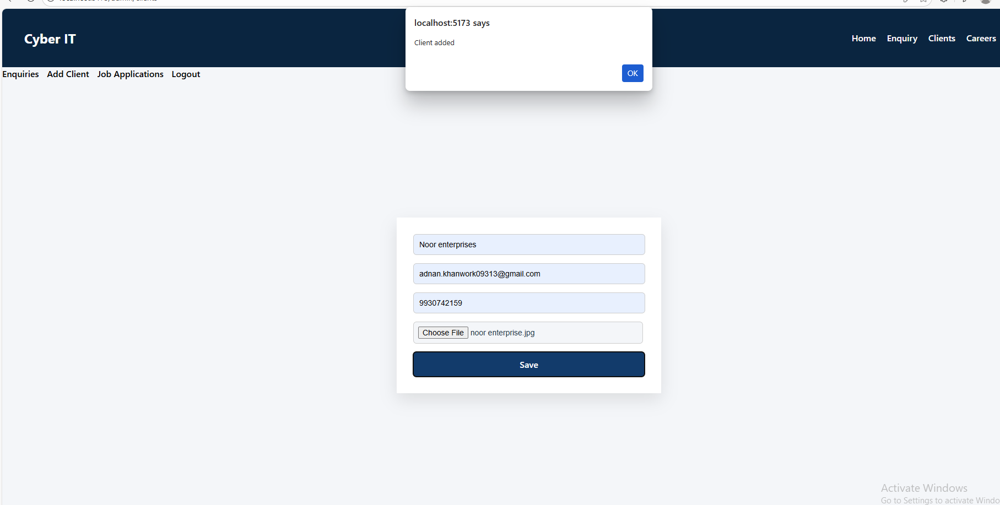 localhost:5173 says
Client added
OK
Cyber IT
Home Enquiry Clients Careers
Enquiries Add Client Job Applications Logout
Noor enterprises
adnan.khanwork09313@gmail.com
9930742159
Choose File noor enterprise.jpg
Save
Activate Windows
Go to Settings to activate Windo